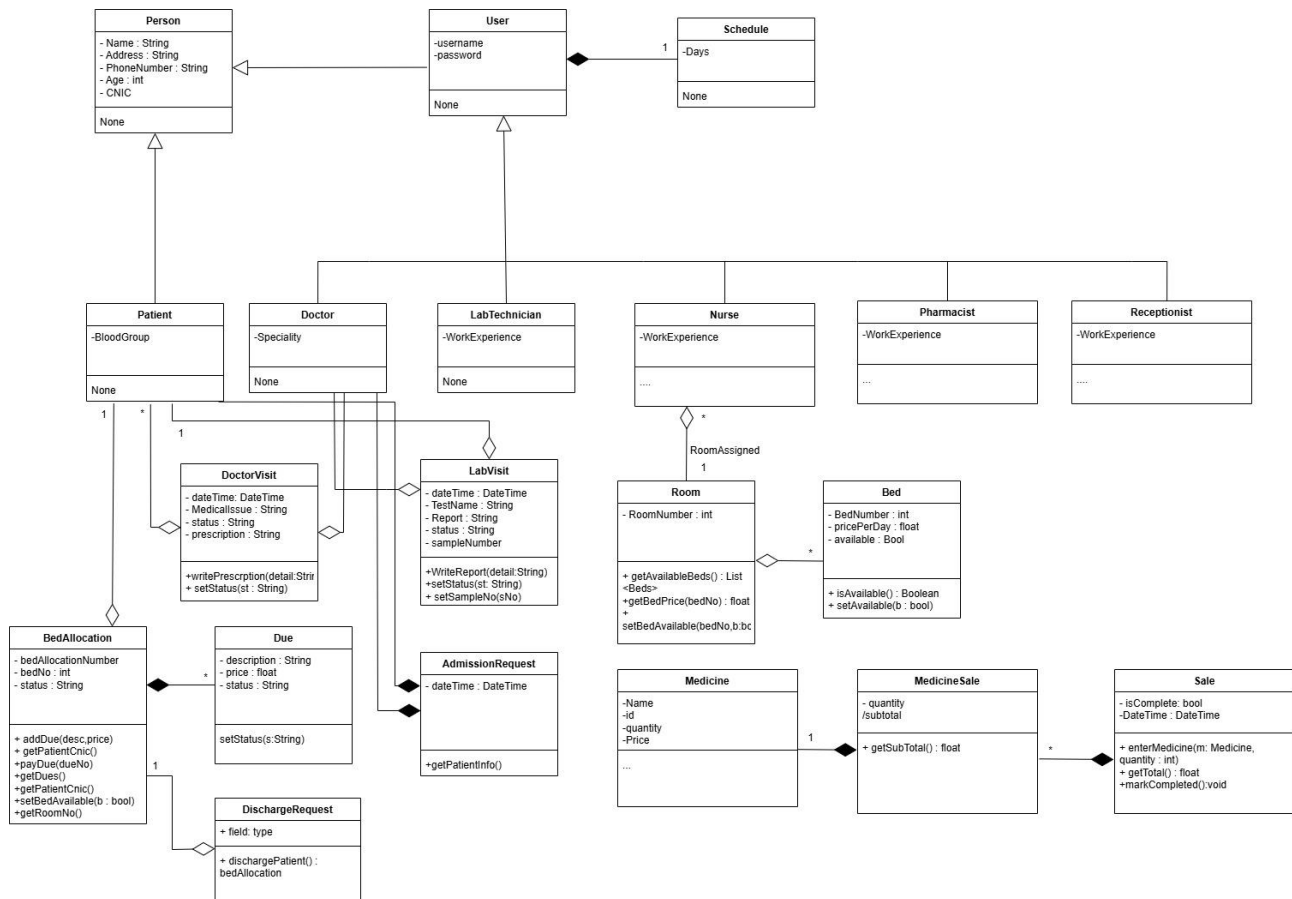 Person
- Name : String
- Address : String
- PhoneNumber : String
- Age : int
- CNIC
None
User
-username
-password
None
1
Schedule
-Days
None
Patient
-BloodGroup
None
Doctor
-Speciality
None
LabTechnician
-WorkExperience
None
Nurse
-WorkExperience
....
Pharmacist
-WorkExperience
...
Receptionist
-WorkExperience
....
1
*
1
*
RoomAssigned
1
DoctorVisit
- dateTime: DateTime
- MedicalIssue : String
- status : String
- prescription : String
+writePrescrption(detail:Strin
+ setStatus(st : String)
LabVisit
- dateTime : DateTime
- TestName : String
- Report : String
- status : String
- sampleNumber
+WriteReport(detail:String)
+setStatus(st: String)
+ setSampleNo(sNo)
Room
- RoomNumber : int
+ getAvailableBeds() : List
<Beds>
+getBedPrice(bedNo) : float
+
setBedAvailable(bedNo,b:bc
*
Bed
- BedNumber : int
- pricePerDay : float
- available : Bool
+ isAvailable() : Boolean
+ setAvailable(b : bool)
BedAllocation
- bedAllocationNumber
- bedNo : int
- status : String
+ addDue(desc,price)
+ getPatientCnic()
+payDue(dueNo)
+getDues()
+getPatientCnic()
+setBedAvailable(b : bool)
+getRoomNo()
*
1
Due
- description : String
- price : float
- status : String
setStatus(s:String)
AdmissionRequest
- dateTime : DateTime
+getPatientInfo()
DischargeRequest
+ field: type
+ dischargePatient() :
bedAllocation
Medicine
-Name
-id
-quantity
-Price
...
1
MedicineSale
- quantity
/subtotal
+ getSubTotal() : float
*
Sale
- isComplete: bool
-DateTime : DateTime
+ enterMedicine(m: Medicine,
quantity : int)
+ getTotal() : float
+markCompleted():void